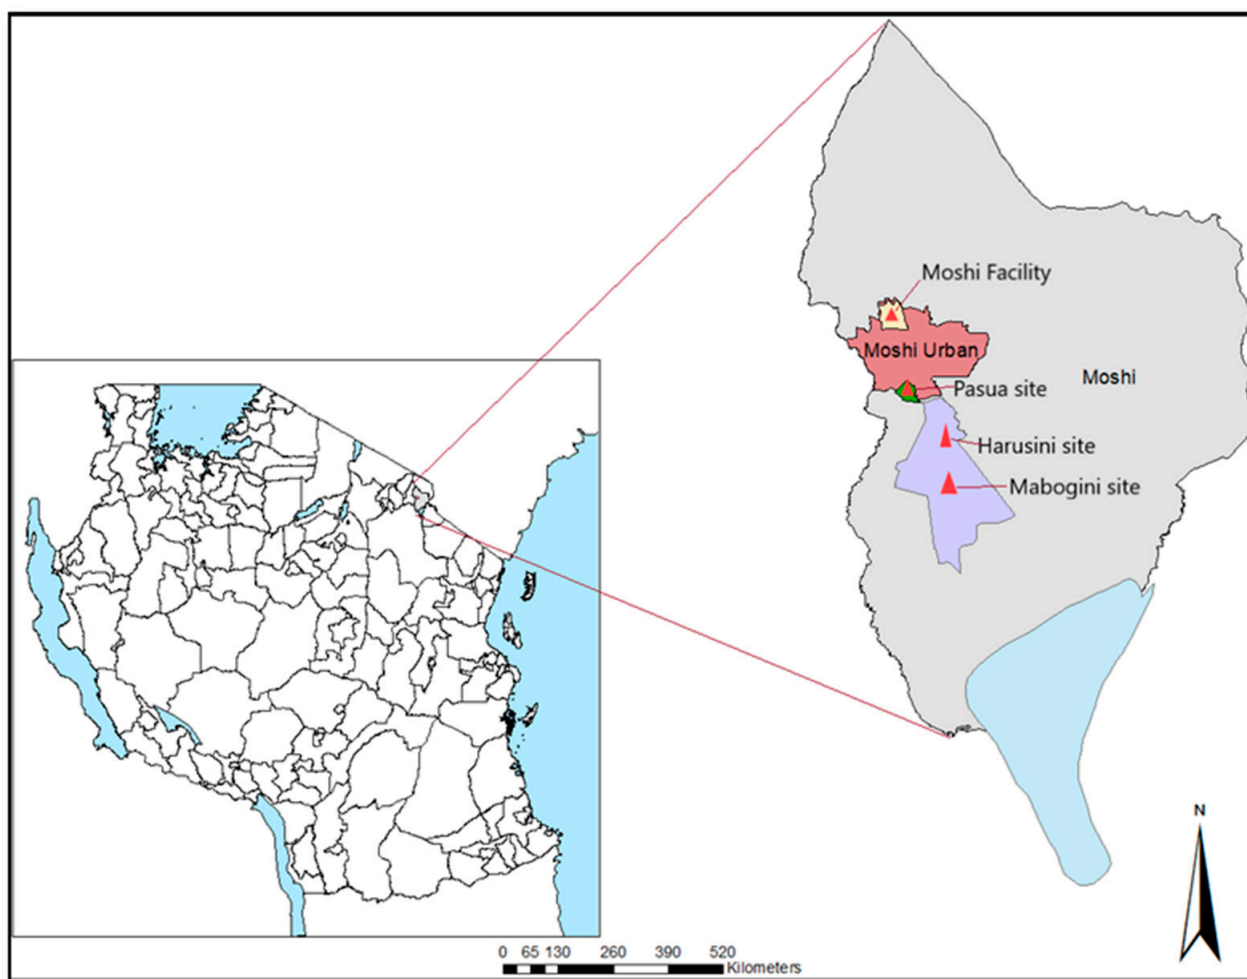 Moshi Facility
Moshi Urban
Moshi
Pasua site
Harusini site
Mabogini site
N
0 65 130 260 390 520
Kilometers